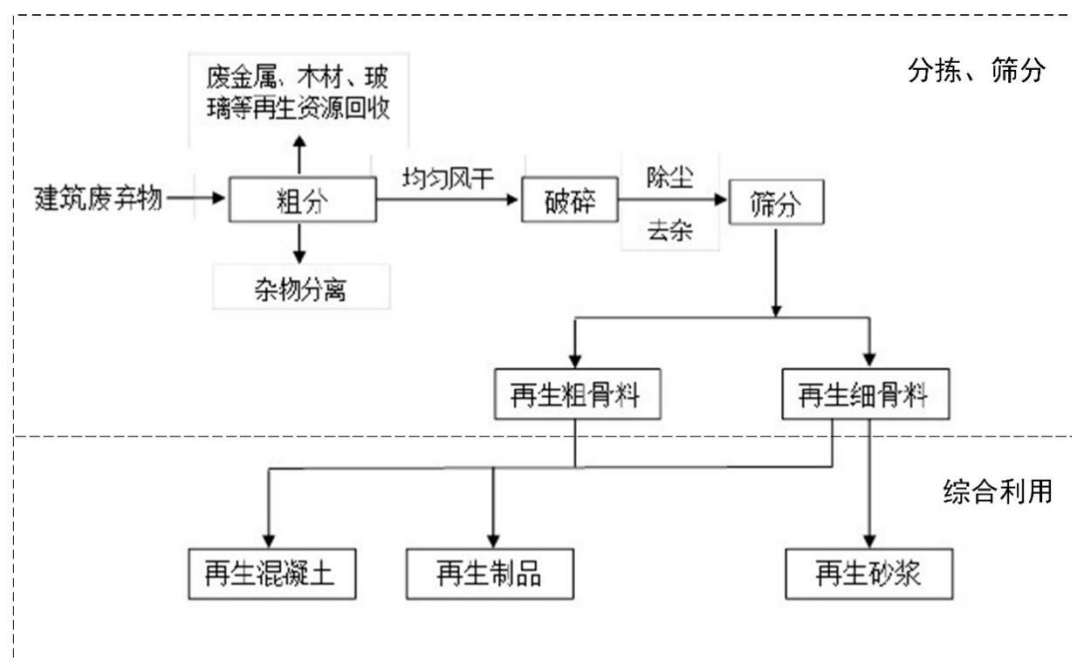 分拣、筛分
废金属、木材、玻
璃等再生资源回收
建筑废弃物
粗分
均匀风干
破碎
除尘
去杂
筛分
杂物分离
再生粗骨料
再生细骨料
综合利用
再生混凝土
再生制品
再生砂浆